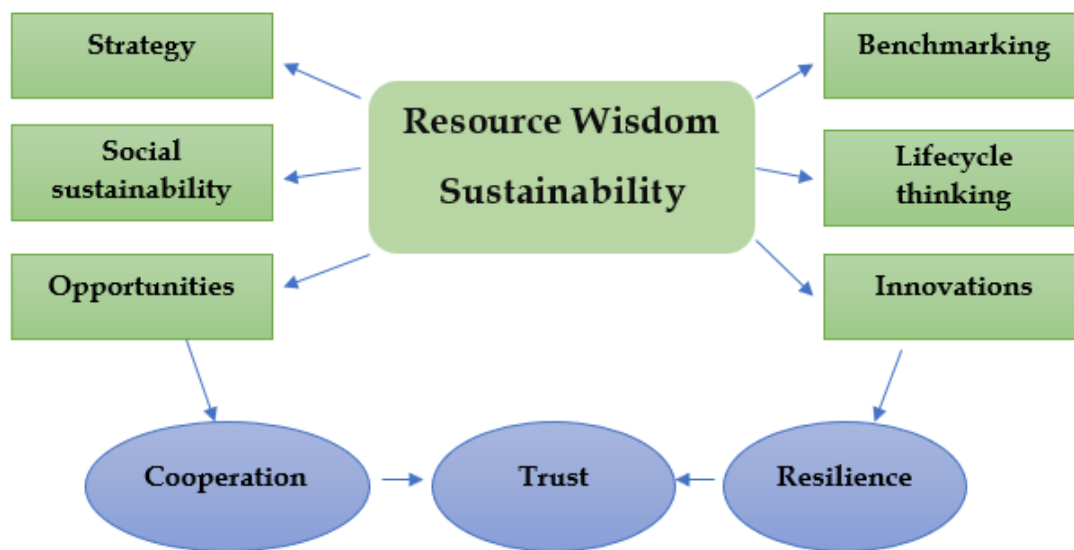 Strategy
Social
sustainability
Opportunities
Resource Wisdom
Sustainability
Benchmarking
Lifecycle
thinking
Innovations
Cooperation
Trust
Resilience